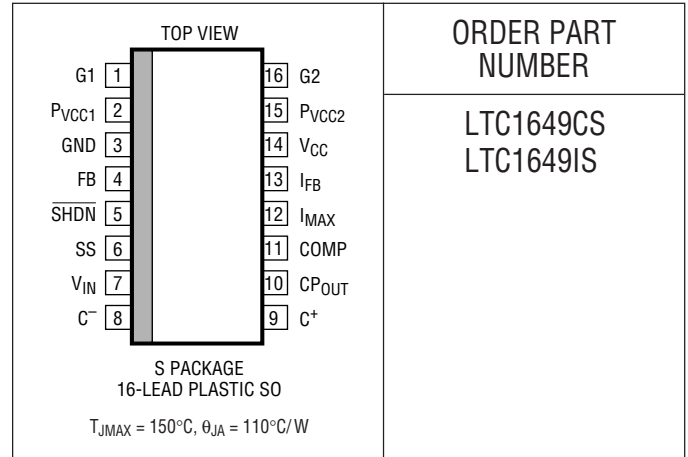 TOP VIEW
G1 1
PVCC1 2
GND 3
FB 4
S̅H̅D̅N̅ 5
SS 6
VIN 7
C– 8
16 G2
15 PVCC2
14 VCC
13 IFB
12 IMAX
11 COMP
10 CPOUT
9 C+
S PACKAGE
16-LEAD PLASTIC SO
TJMAX = 150°C, θJA = 110°C/W
ORDER PART
NUMBER
LTC1649CS
LTC1649IS